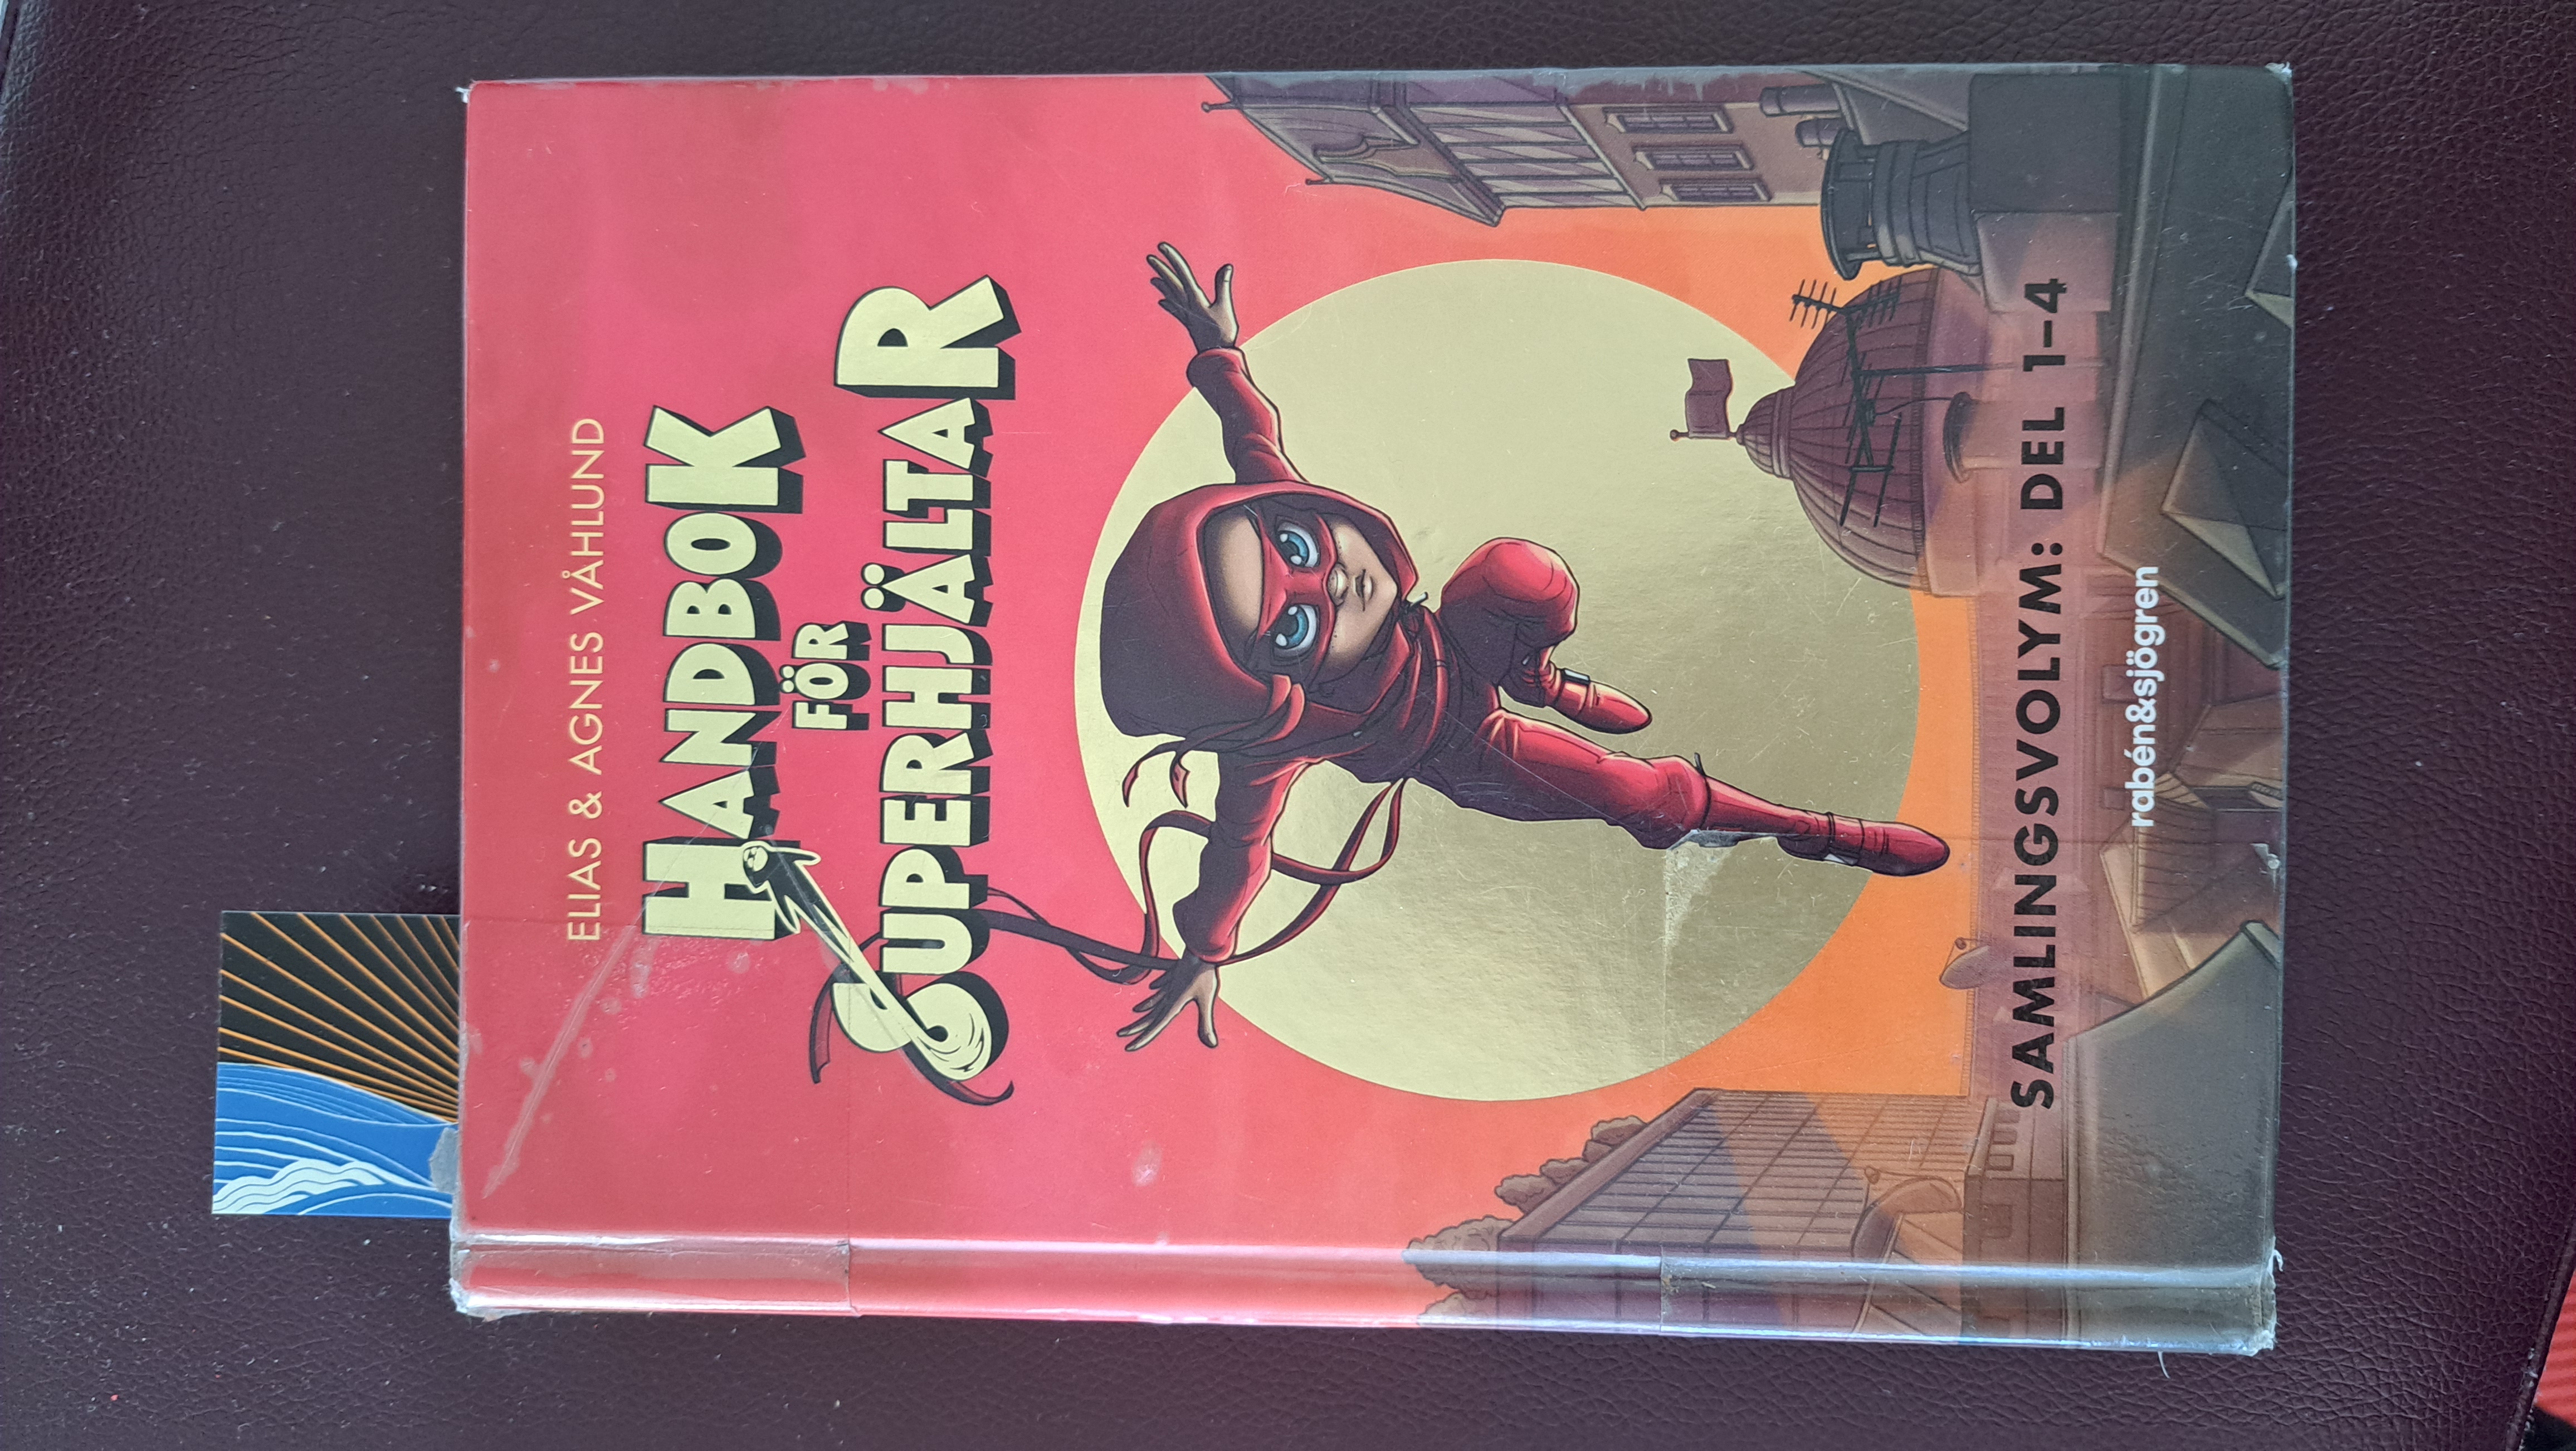 ELIAS & AGNES VÅHLUND
HANDBOK
FÖR
SUPERHJÄLTAR
SAMLINGSVOLYM: DEL 1–4
rabén&sjögren